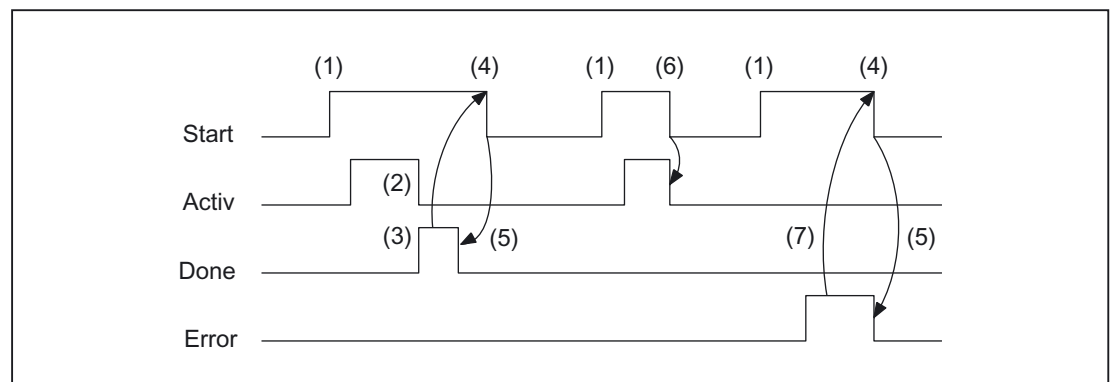 (1) (4) (1) (6) (1) (4)
Start
Activ (2)
(3) (5) (7) (5)
Done
Error